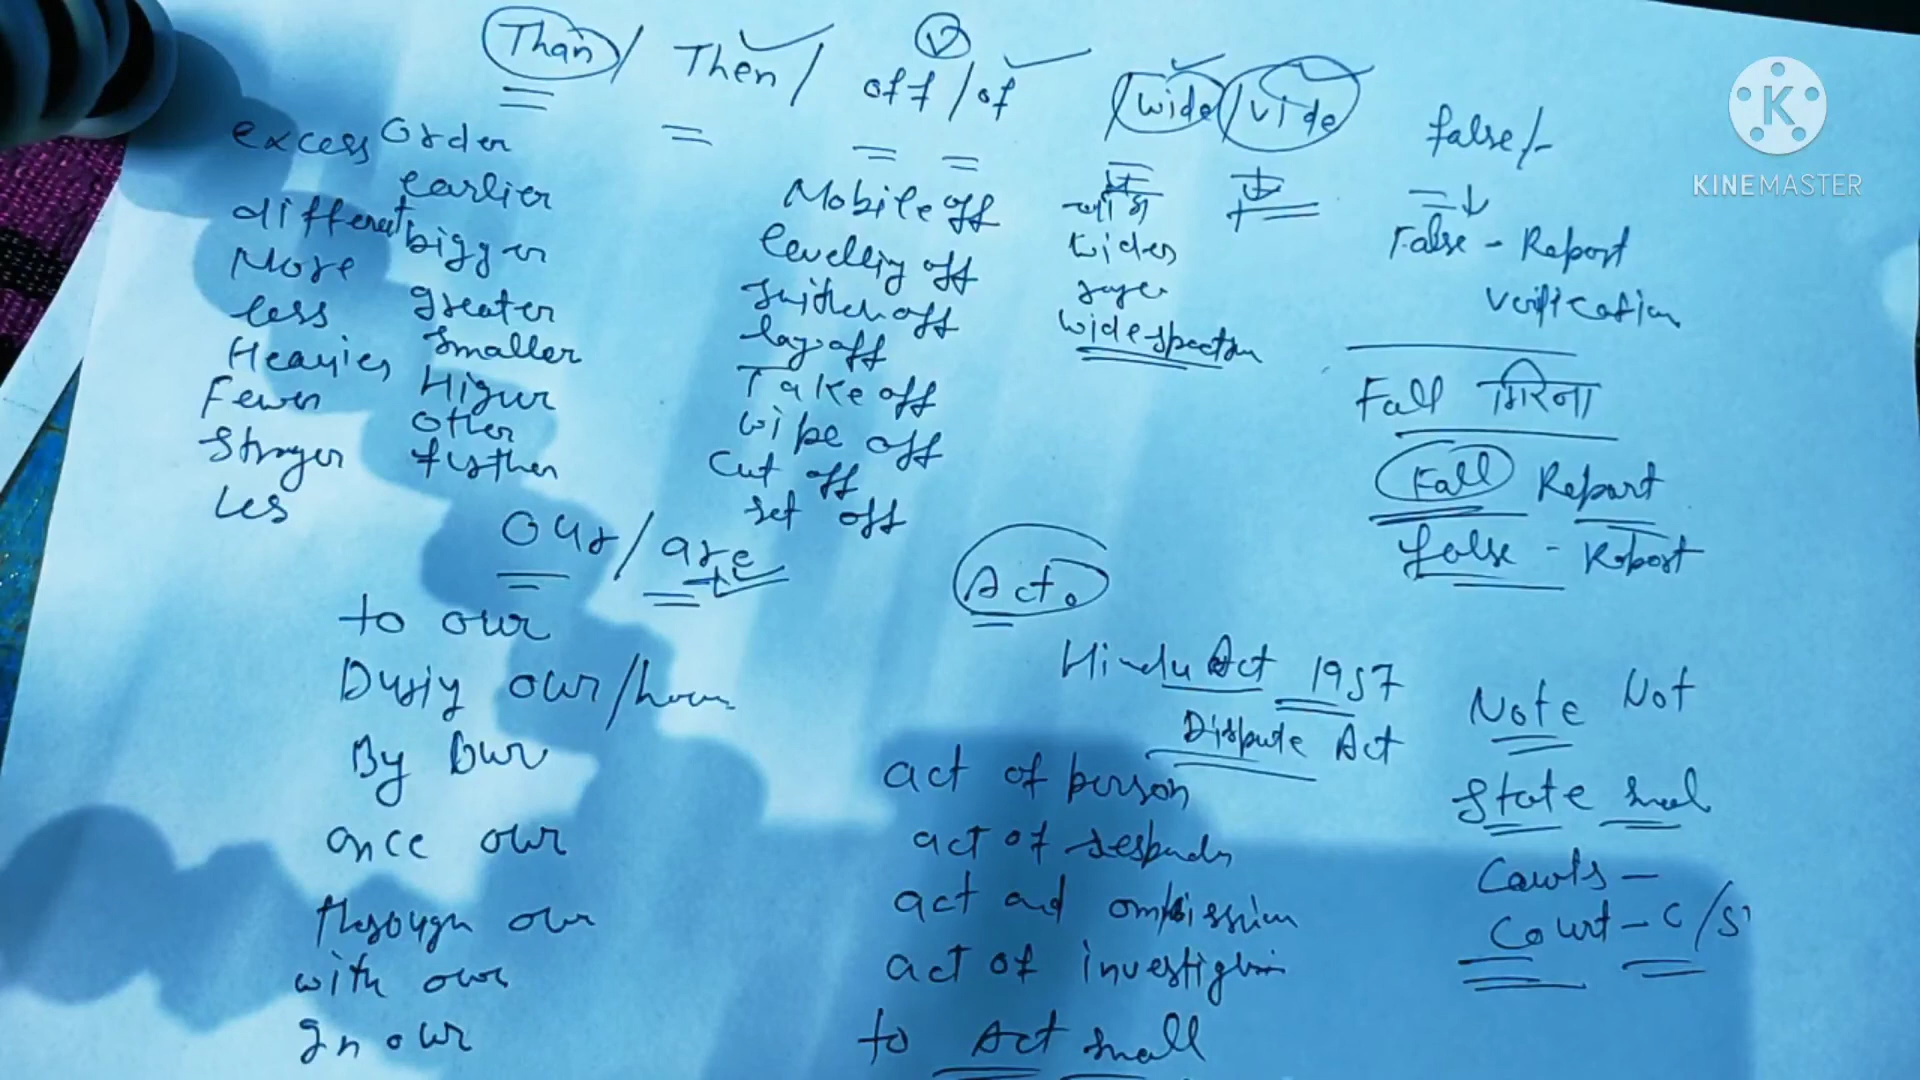 Than / Then / off / of / wide / vide false/-
excess order
earlier
different bigger
More
less greater
Heavier smaller
Fewer Higher
other
Stronger further
Les
Mobile off
levelling off
switch off
lay off
Take off
wipe off
Cut off
set off
wider
wide spectrum
False - Report
verification
Fall गिरना
Fall Report
false - Report
our / are
to our
During our/hour
By our
once our
through our
with our
In our
Act.
Hindu Act 1957
Dispute Act
act of person
act and ommission
act of investigation
to Act small
Note Not
State small
Courts -
Court - C/S
KINEMASTER